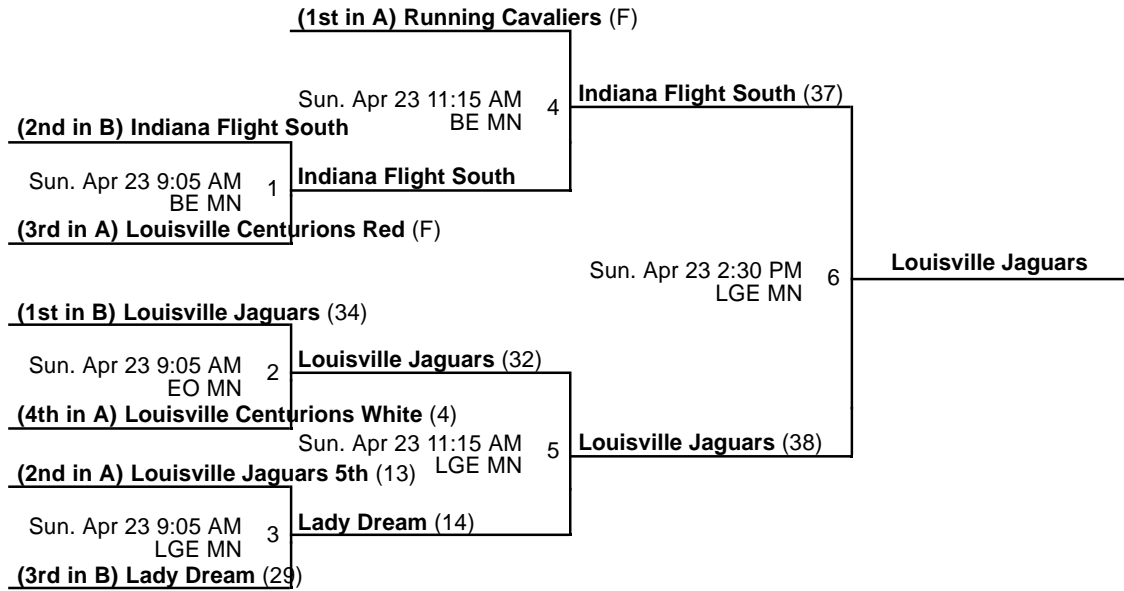 (1st in A) Running Cavaliers (F)
Sun. Apr 23 11:15 AM
BE MN
4
Indiana Flight South (37)
(2nd in B) Indiana Flight South
Sun. Apr 23 9:05 AM
BE MN
1
Indiana Flight South
(3rd in A) Louisville Centurions Red (F)
Sun. Apr 23 2:30 PM
LGE MN
6
Louisville Jaguars
(1st in B) Louisville Jaguars (34)
Sun. Apr 23 9:05 AM
EO MN
2
Louisville Jaguars (32)
(4th in A) Louisville Centurions White (4)
Sun. Apr 23 11:15 AM
LGE MN
5
Louisville Jaguars (38)
(2nd in A) Louisville Jaguars 5th (13)
Sun. Apr 23 9:05 AM
LGE MN
3
Lady Dream (14)
(3rd in B) Lady Dream (29)